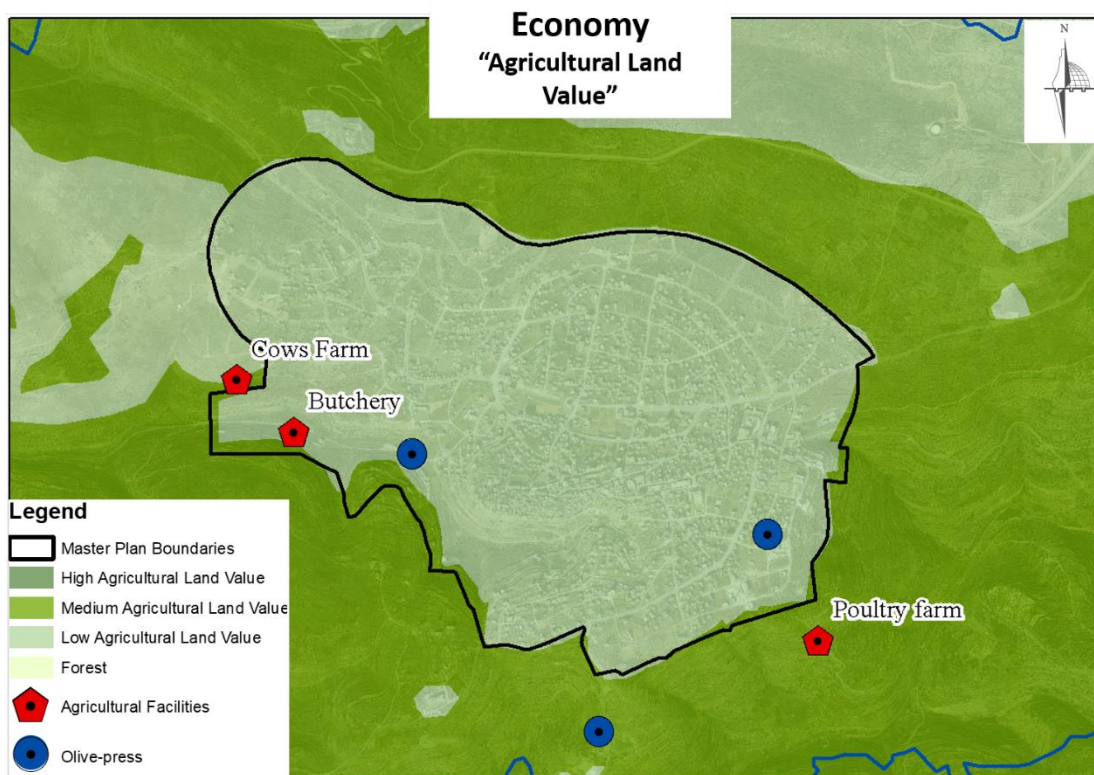 Economy
“Agricultural Land
Value”
N
Cows Farm
Butchery
Poultry farm
Legend
Master Plan Boundaries
High Agricultural Land Value
Medium Agricultural Land Value
Low Agricultural Land Value
Forest
Agricultural Facilities
Olive-press